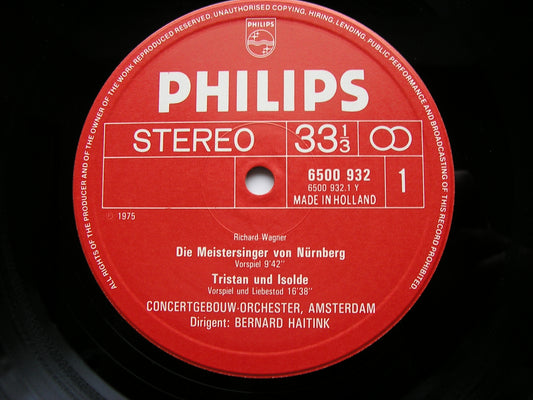 ALL RIGHTS OF THE PRODUCER AND OF THE OWNER OF THE WORK REPRODUCED RESERVED. UNAUTHORISED COPYING, HIRING, LENDING, PUBLIC PERFORMANCE AND BROADCASTING OF THIS RECORD PROHIBITED.
PHILIPS
PHILIPS
STEREO 33 1/3
6500 932 1
6500 932.1 Y
MADE IN HOLLAND
Ⓟ 1975
Richard Wagner
Die Meistersinger von Nürnberg
Vorspiel 9'42"
Tristan und Isolde
Vorspiel und Liebestod 16'38"
CONCERTGEBOUW-ORCHESTER, AMSTERDAM
Dirigent: BERNARD HAITINK